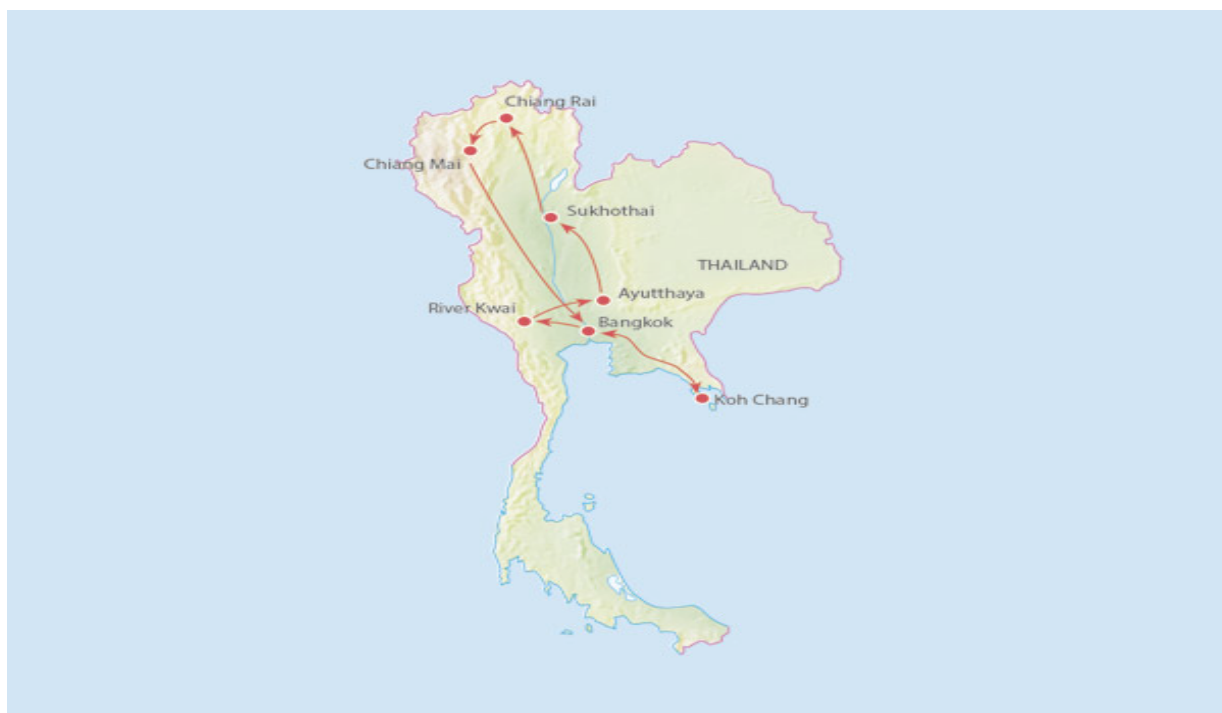 Chiang Rai
Chiang Mai
Sukhothai
THAILAND
Ayutthaya
River Kwai
Bangkok
Koh Chang